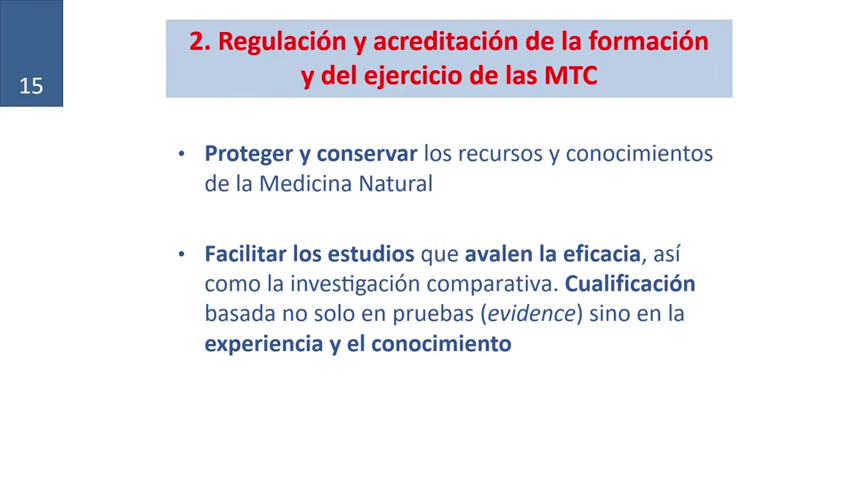 15
2. Regulación y acreditación de la formación
y del ejercicio de las MTC
• Proteger y conservar los recursos y conocimientos
de la Medicina Natural
• Facilitar los estudios que avalen la eficacia, así
como la investigación comparativa. Cualificación
basada no solo en pruebas (evidence) sino en la
experiencia y el conocimiento